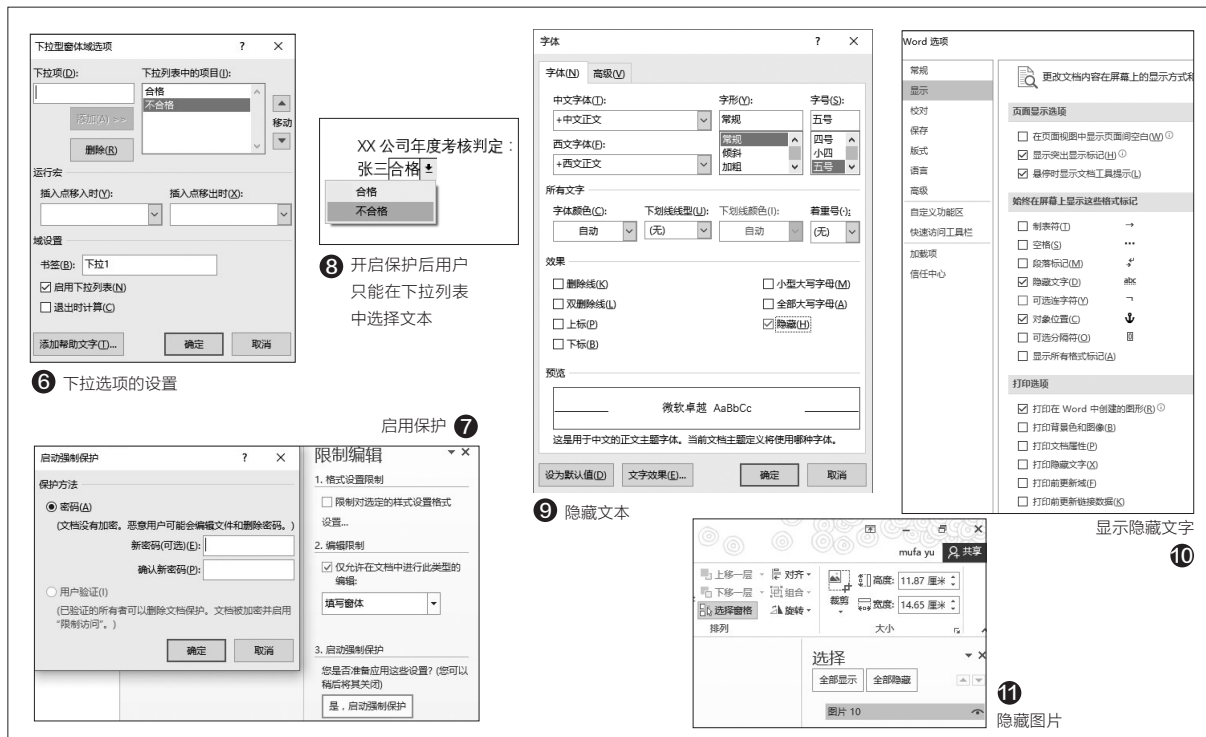 下拉型窗体域选项 ? ×
下拉项(D): 下拉列表中的项目(I):
合格
不合格
添加(A) >>
移动
删除(R)
运行宏
插入点移入时(Y): 插入点移出时(X):
域设置
书签(B): 下拉1
启用下拉列表(N)
退出时计算(C)
添加帮助文字(T)... 确定 取消
6 下拉选项的设置
XX 公司年度考核判定：
张三合格
合格
不合格
8 开启保护后用户
只能在下拉列表
中选择文本
启用保护 7
启动强制保护 ? ×
保护方法
密码(A)
(文档没有加密。恶意用户可能会编辑文件和删除密码。)
新密码(可选)(E):
确认新密码(P):
用户验证(I)
(已验证的所有者可以删除文档保护。文档被加密并启用
“限制访问”。)
确定 取消
限制编辑
1. 格式设置限制
限制对选定的样式设置格式
设置...
2. 编辑限制
仅允许在文档中进行此类型的
编辑:
填写窗体
3. 启动强制保护
您是否准备应用这些设置? (您可以
稍后将其关闭)
是，启动强制保护
字体 ? ×
字体(N) 高级(V)
中文字体(T): 字形(Y): 字号(S):
+中文正文 常规 五号
西文字体(F): 常规 四号
倾斜 小四
+西文正文 加粗 五号
所有文字
字体颜色(C): 下划线线型(U): 下划线颜色(I): 着重号(·):
自动 (无) 自动 (无)
效果
删除线(K) 小型大写字母(M)
双删除线(L) 全部大写字母(A)
上标(P) 隐藏(H)
下标(B)
预览
微软卓越 AaBbCc
这是用于中文的正文主题字体。当前文档主题定义将使用哪种字体。
设为默认值(D) 文字效果(E)... 确定 取消
9 隐藏文本
Word 选项
常规
显示
校对
保存
版式
语言
高级
自定义功能区
快速访问工具栏
加载项
信任中心
更改文档内容在屏幕上的显示方式和
页面显示选项
在页面视图中显示页面间空白(W)
显示突出显示标记(H)
悬停时显示文档工具提示(L)
始终在屏幕上显示这些格式标记
制表符(T) →
空格(S) ···
段落标记(M)
隐藏文字(D) abc
可选连字符(Y) ¬
对象位置(C)
可选分隔符(O)
显示所有格式标记(A)
打印选项
打印在 Word 中创建的图形(R)
打印背景色和图像(B)
打印文档属性(P)
打印隐藏文字(X)
打印前更新域(F)
打印前更新链接数据(K)
显示隐藏文字
10
mufa yu 共享
上移一层 对齐 高度: 11.87 厘米
下移一层 组合
裁剪 宽度: 14.65 厘米
选择窗格 旋转
排列 大小
选择
全部显示 全部隐藏
图片 10
11
隐藏图片